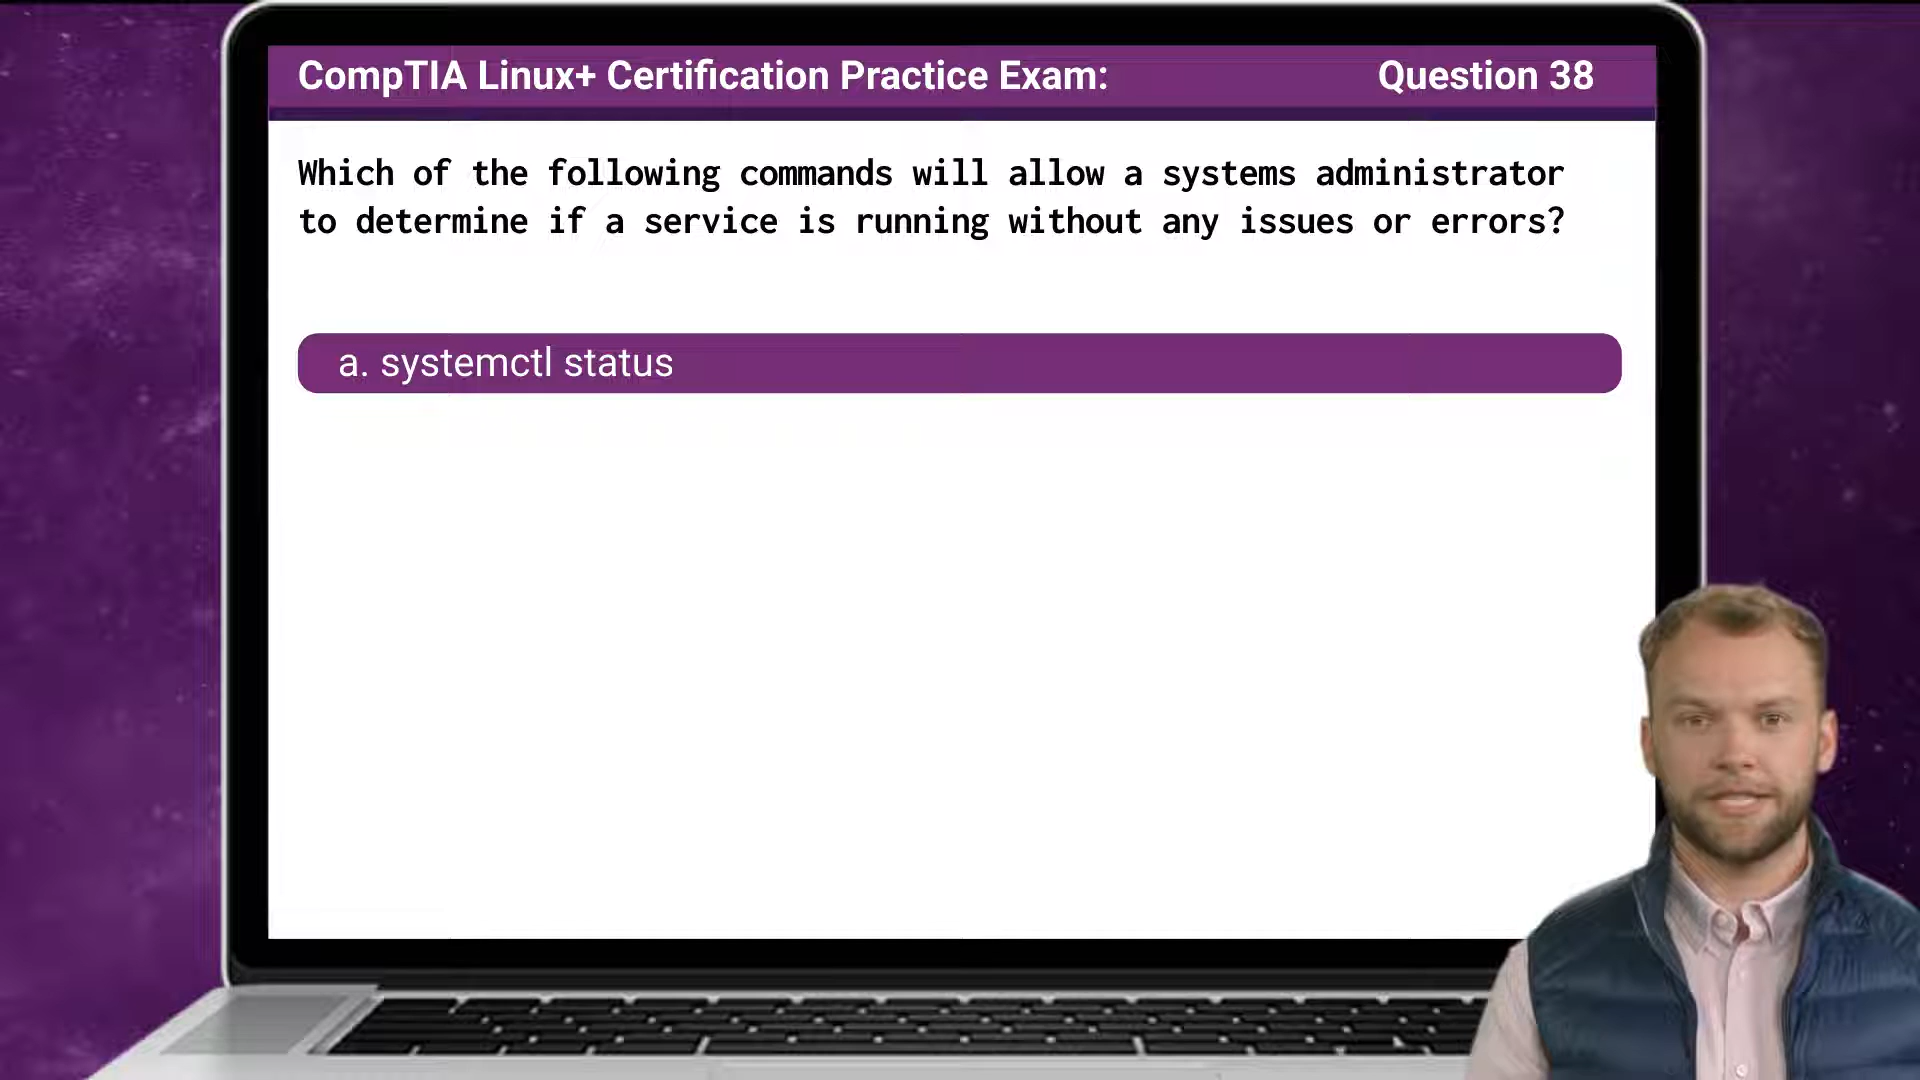 CompTIA Linux+ Certification Practice Exam:
Question 38
Which of the following commands will allow a systems administrator
to determine if a service is running without any issues or errors?
a. systemctl status